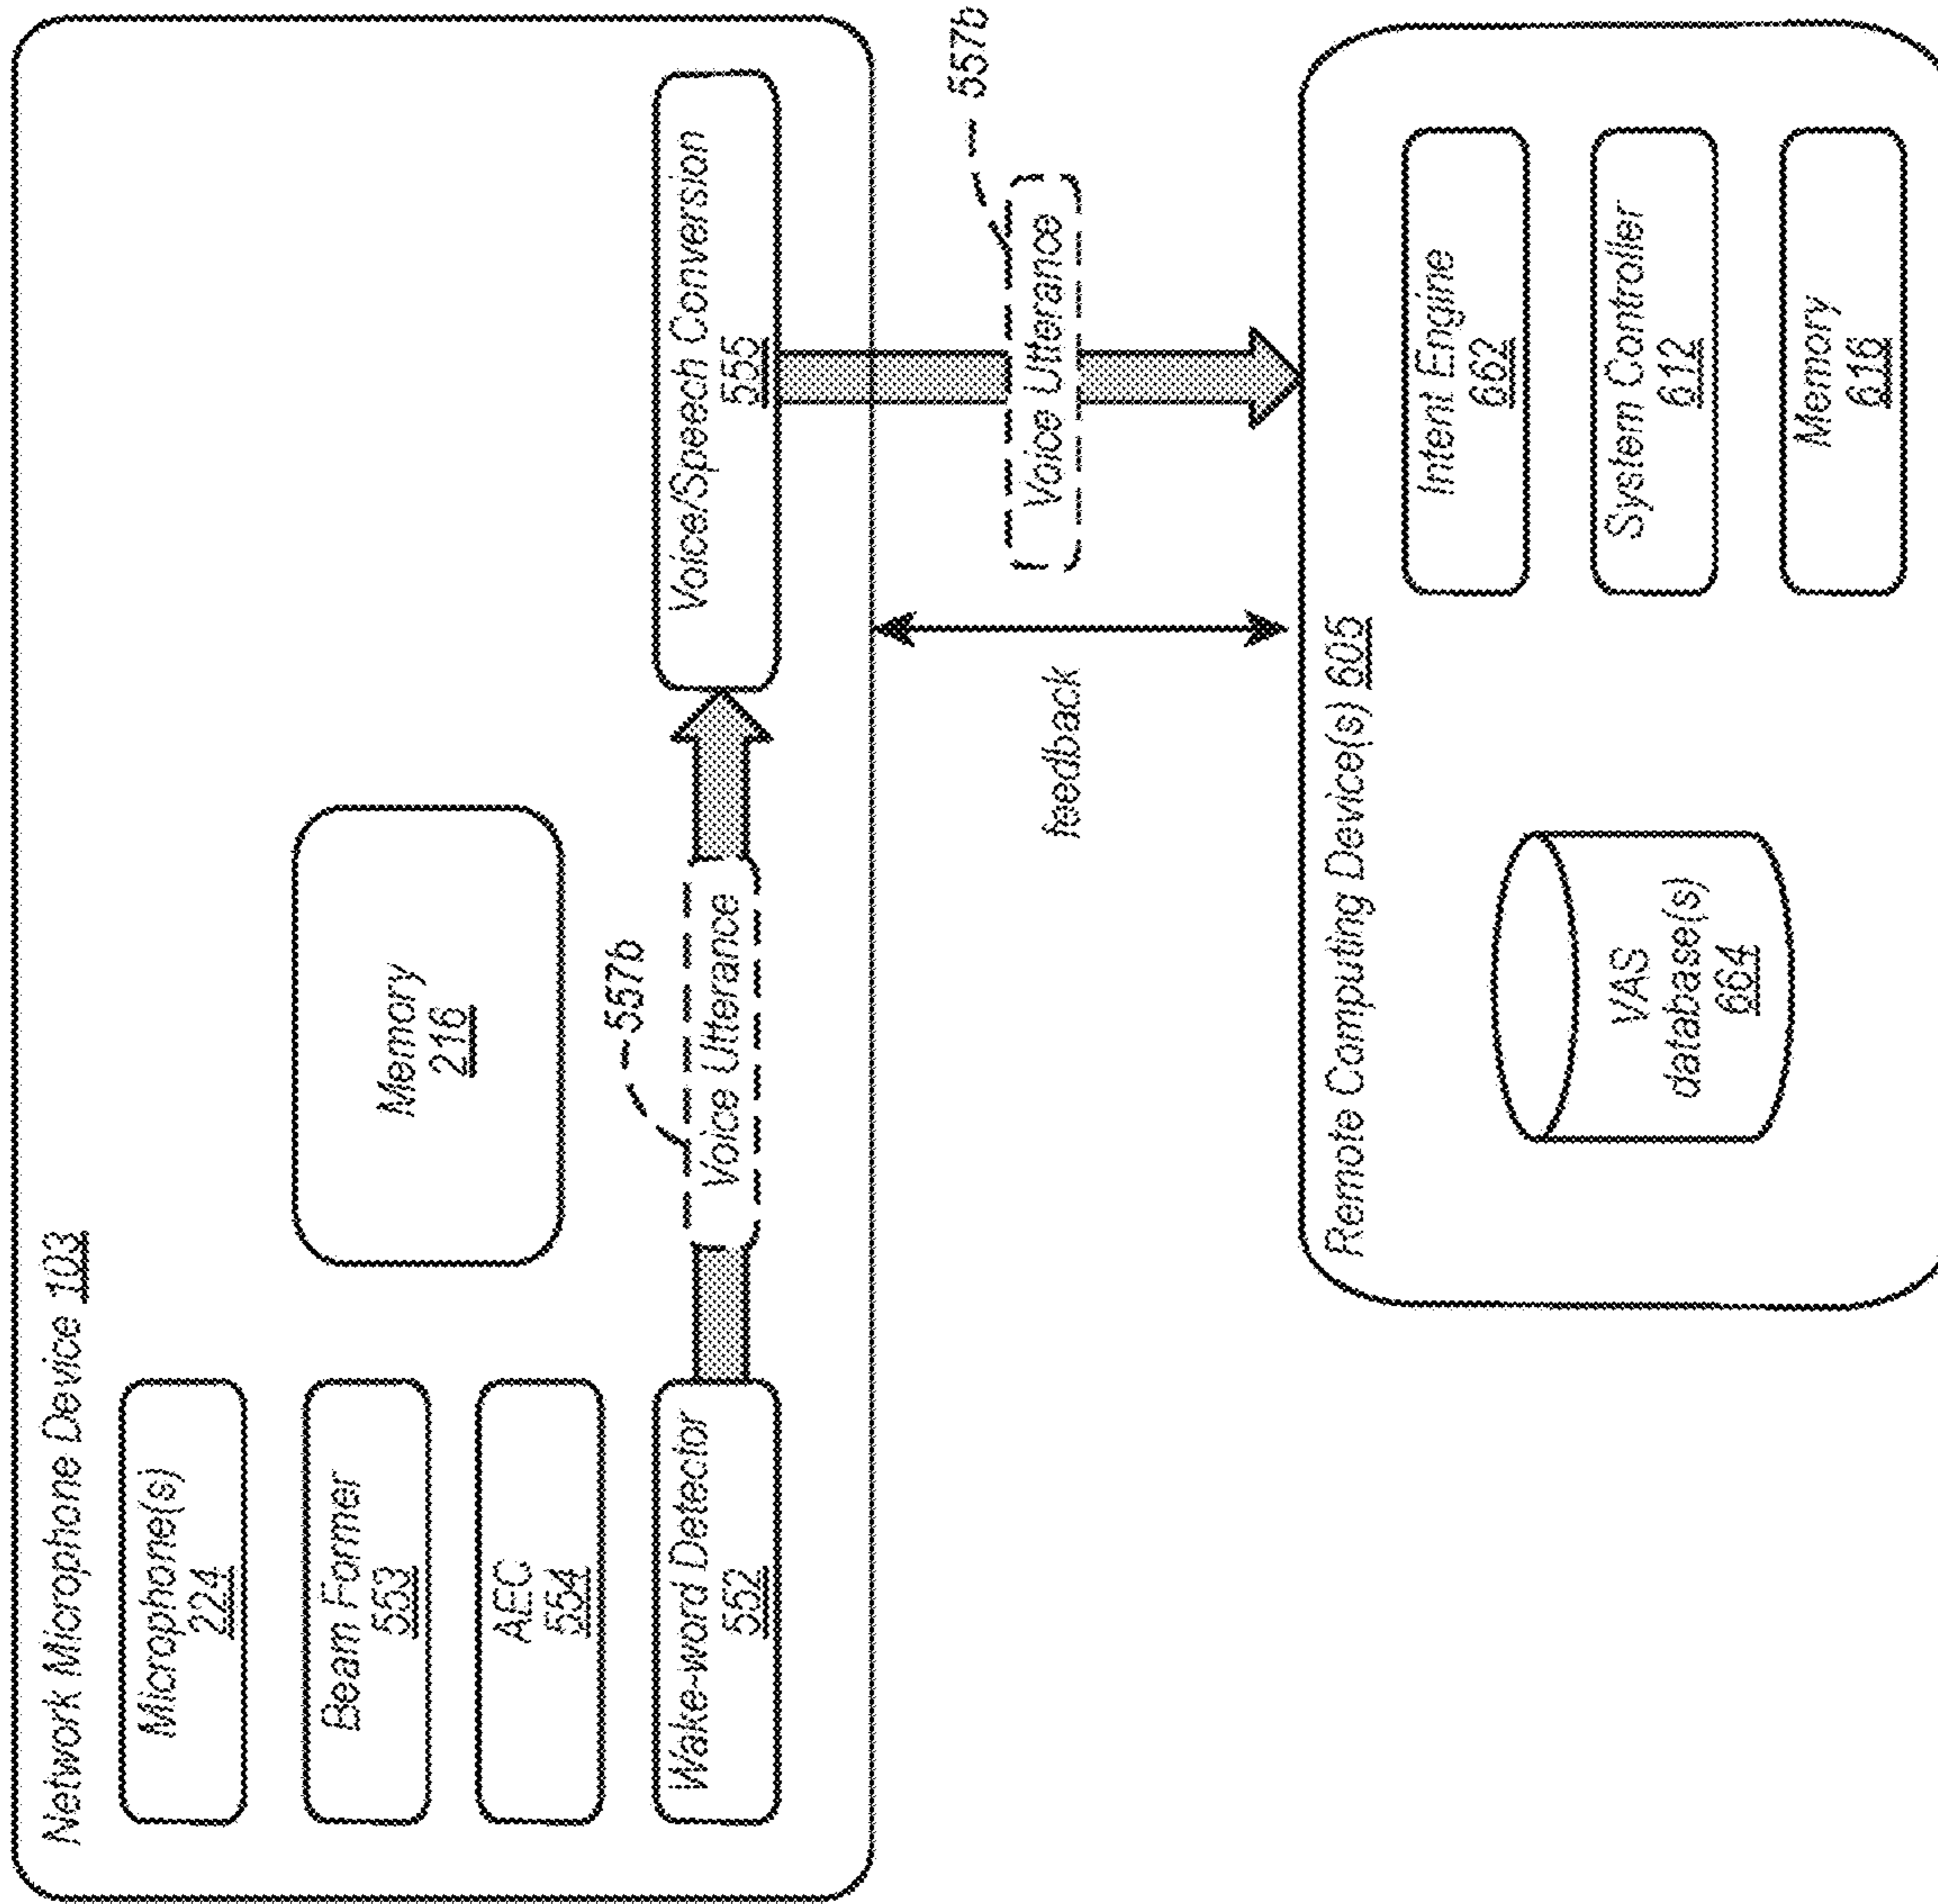 Network Microphone Device 103
Microphone(s)
224
Beam Former
553
AEC
554
Wake-word Detector
552
Memory
216
557b
Voice Utterance
Voice/Speech Conversion
555
557b
Voice Utterance
feedback
Remote Computing Device(s) 605
VAS
database(s)
664
Intent Engine
662
System Controller
612
Memory
616